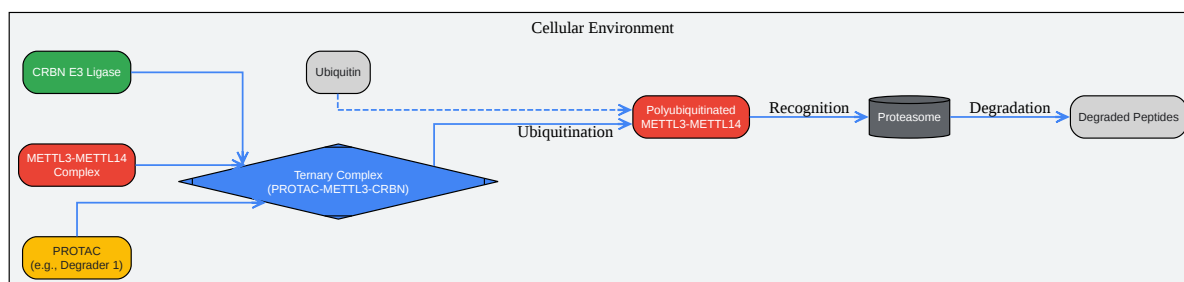 Cellular Environment
CRBN E3 Ligase
Ubiquitin
METTL3-METTL14
Complex
PROTAC
(e.g., Degrader 1)
Ternary Complex
(PROTAC-METTL3-CRBN)
Ubiquitination
Polyubiquitinated
METTL3-METTL14
Recognition
Proteasome
Degradation
Degraded Peptides